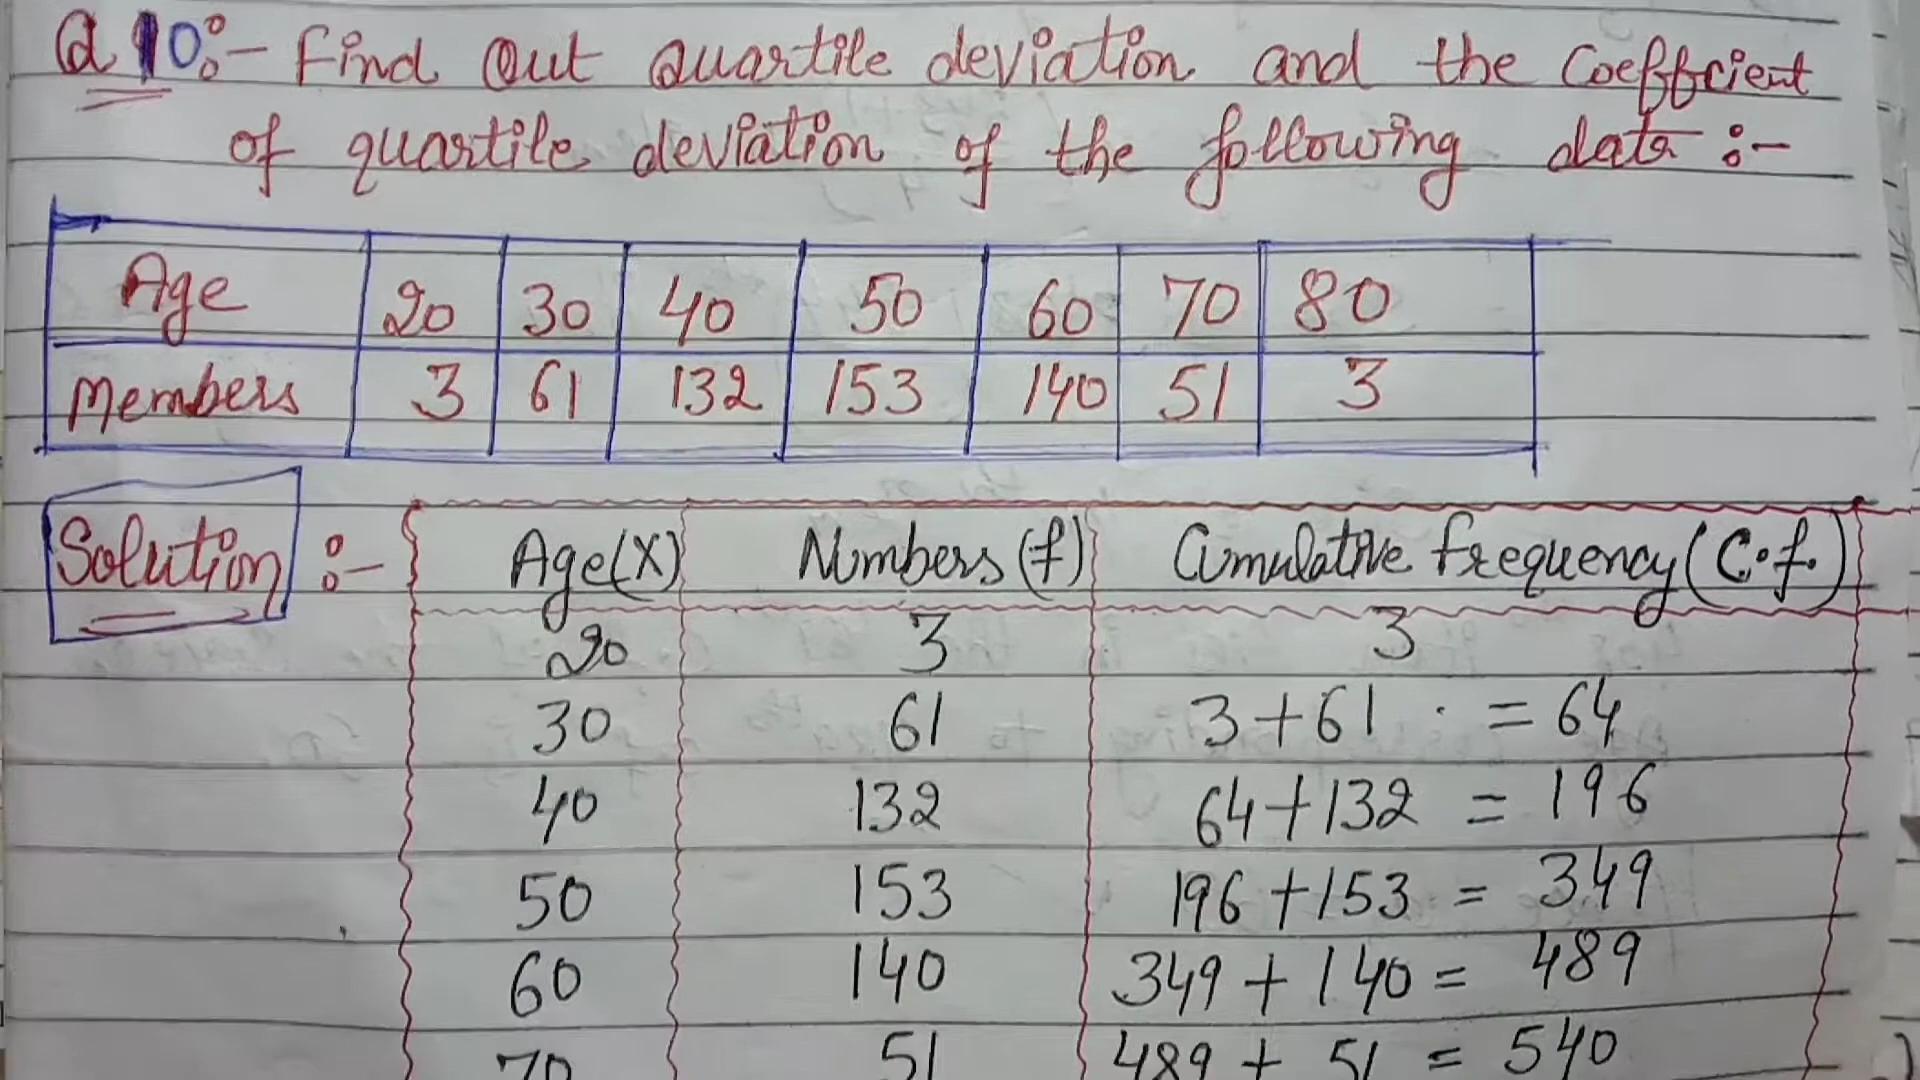 Q 10:- Find Out Quartile deviation and the Coefficient
of quartile deviation of the following data :-
Age 20 30 40 50 60 70 80
Members 3 61 132 153 140 51 3
Solution :- Age(X) Numbers (f) Cumulative frequency (C.f.)
20 3 3
30 61 3+61 = 64
40 132 64+132 = 196
50 153 196+153 = 349
60 140 349+140 = 489
70 51 489 + 51 = 540